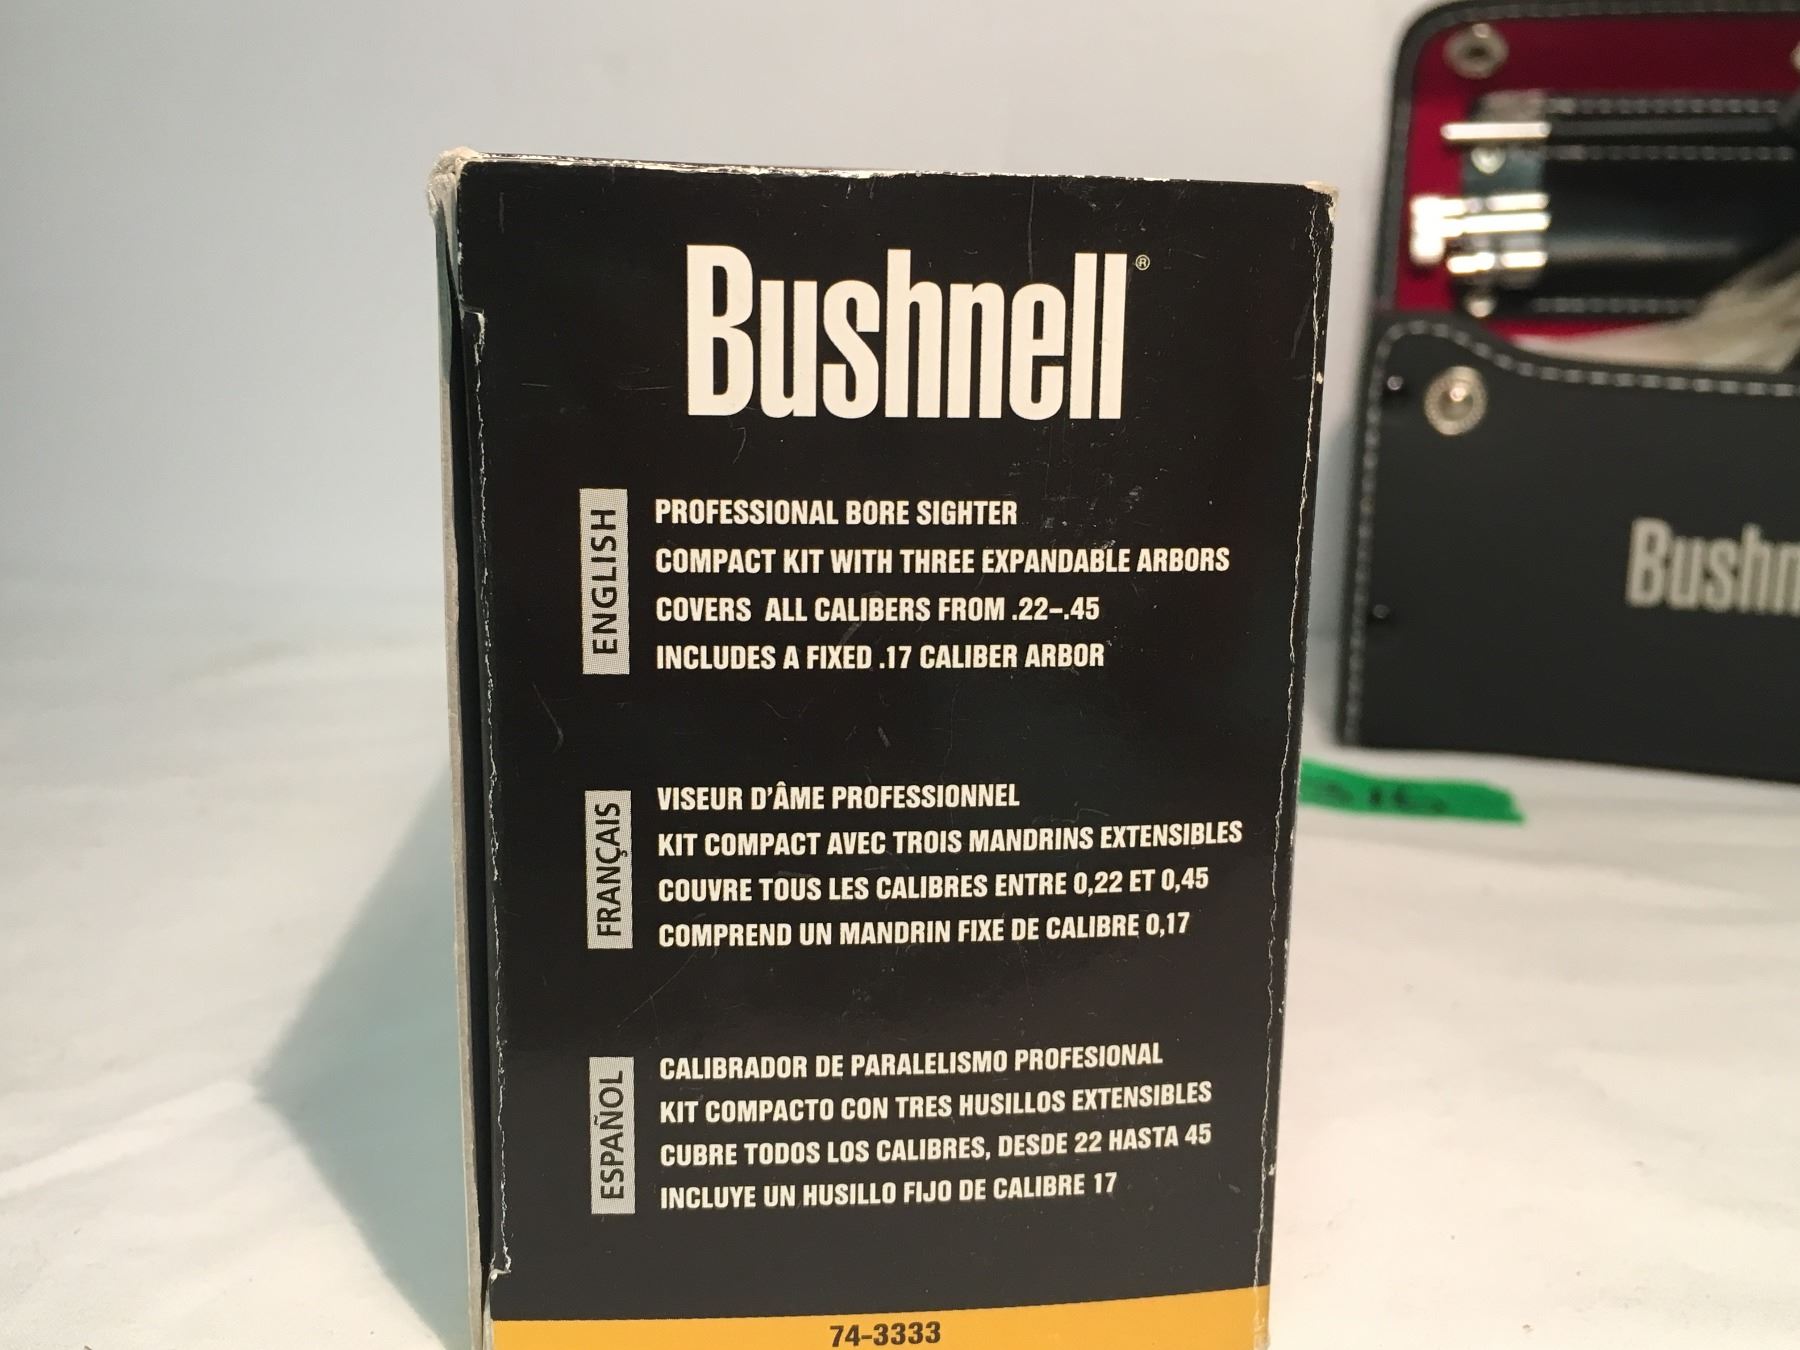 Bushnell®
ENGLISH
PROFESSIONAL BORE SIGHTER
COMPACT KIT WITH THREE EXPANDABLE ARBORS
COVERS ALL CALIBERS FROM .22–.45
INCLUDES A FIXED .17 CALIBER ARBOR
FRANÇAIS
VISEUR D'ÂME PROFESSIONNEL
KIT COMPACT AVEC TROIS MANDRINS EXTENSIBLES
COUVRE TOUS LES CALIBRES ENTRE 0,22 ET 0,45
COMPREND UN MANDRIN FIXE DE CALIBRE 0,17
ESPAÑOL
CALIBRADOR DE PARALELISMO PROFESIONAL
KIT COMPACTO CON TRES HUSILLOS EXTENSIBLES
CUBRE TODOS LOS CALIBRES, DESDE 22 HASTA 45
INCLUYE UN HUSILLO FIJO DE CALIBRE 17
74-3333
Bushn